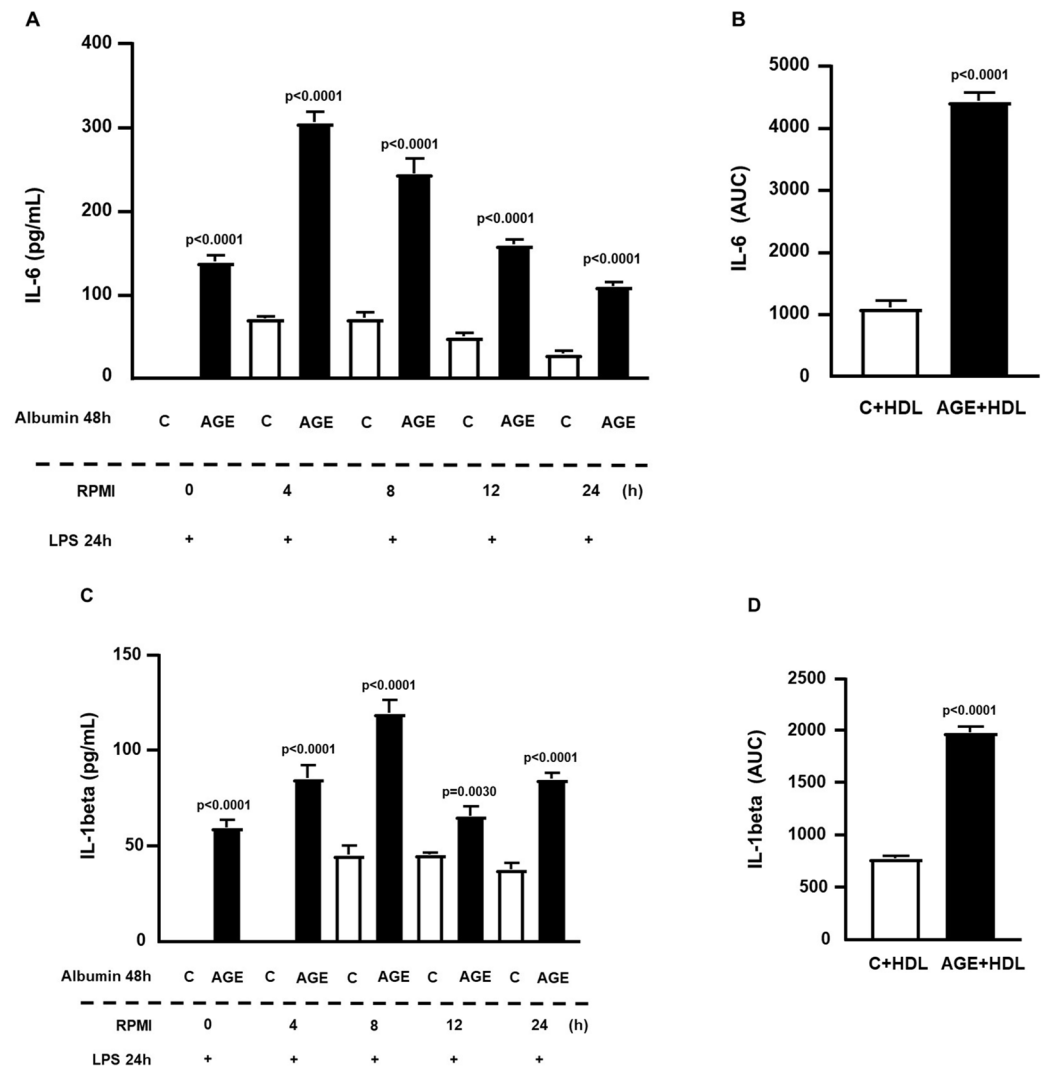 A
400
300
200
100
0
IL-6 (pg/mL)
p<0.0001
p<0.0001
p<0.0001
p<0.0001
p<0.0001
Albumin 48h C AGE C AGE C AGE C AGE C AGE
RPMI 0 4 8 12 24 (h)
LPS 24h + + + + +
B
5000
4000
3000
2000
1000
0
IL-6 (AUC)
p<0.0001
C+HDL AGE+HDL
C
150
100
50
0
IL-1beta (pg/mL)
p<0.0001
p<0.0001
p<0.0001
p=0.0030
p<0.0001
Albumin 48h C AGE C AGE C AGE C AGE C AGE
RPMI 0 4 8 12 24 (h)
LPS 24h + + + + +
D
2500
2000
1500
1000
500
0
IL-1beta (AUC)
p<0.0001
C+HDL AGE+HDL